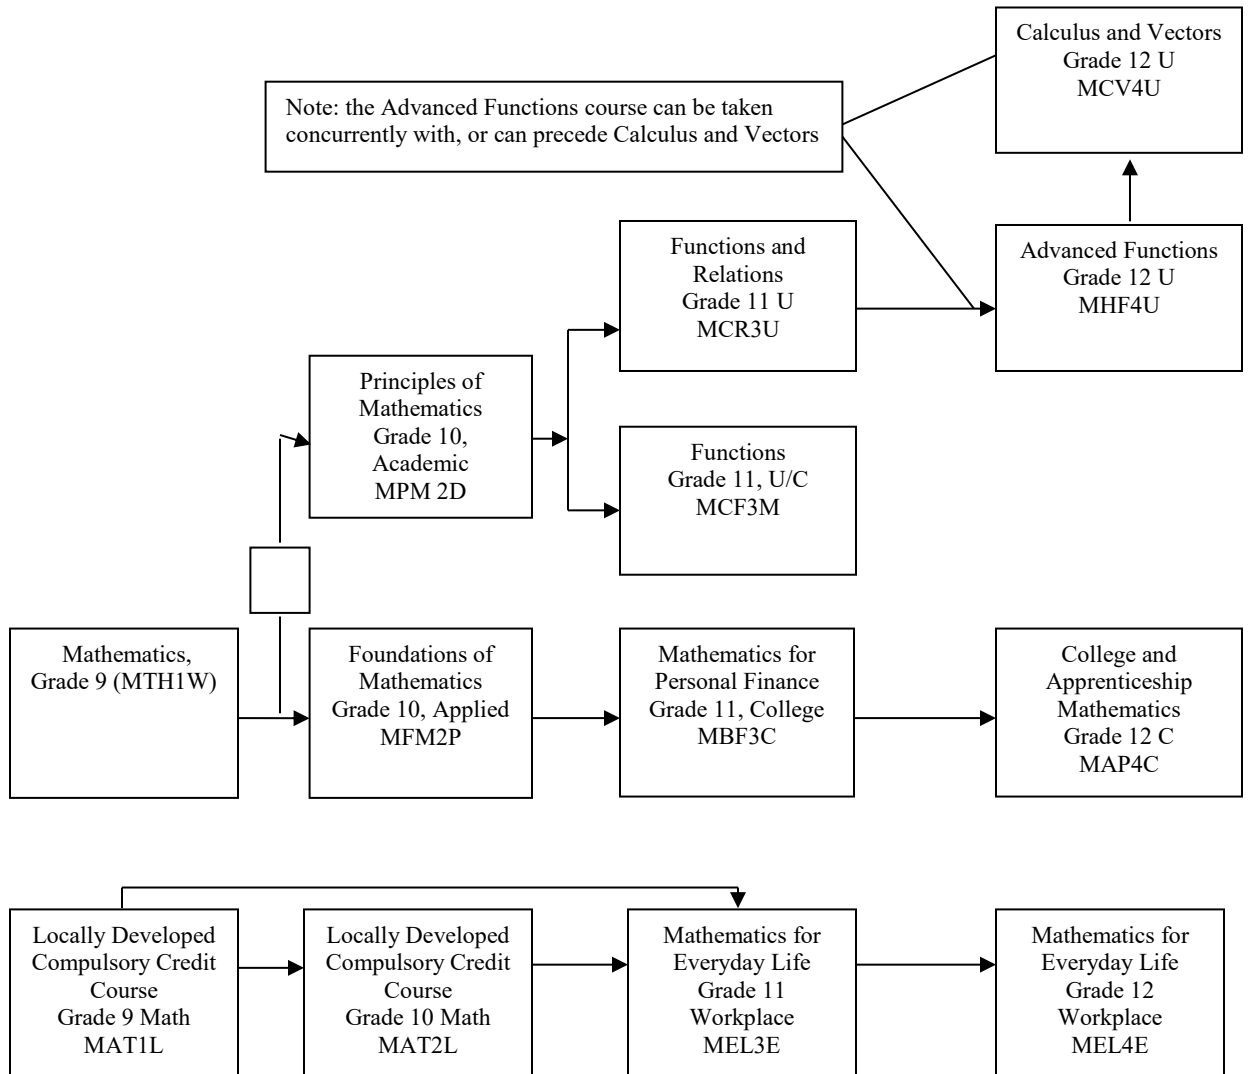 Calculus and Vectors
Grade 12 U
MCV4U
Note: the Advanced Functions course can be taken
concurrently with, or can precede Calculus and Vectors
Functions and
Relations
Grade 11 U
MCR3U
Advanced Functions
Grade 12 U
MHF4U
Principles of
Mathematics
Grade 10,
Academic
MPM 2D
Functions
Grade 11, U/C
MCF3M
Mathematics,
Grade 9 (MTH1W)
Foundations of
Mathematics
Grade 10, Applied
MFM2P
Mathematics for
Personal Finance
Grade 11, College
MBF3C
College and
Apprenticeship
Mathematics
Grade 12 C
MAP4C
Locally Developed
Compulsory Credit
Course
Grade 9 Math
MAT1L
Locally Developed
Compulsory Credit
Course
Grade 10 Math
MAT2L
Mathematics for
Everyday Life
Grade 11
Workplace
MEL3E
Mathematics for
Everyday Life
Grade 12
Workplace
MEL4E